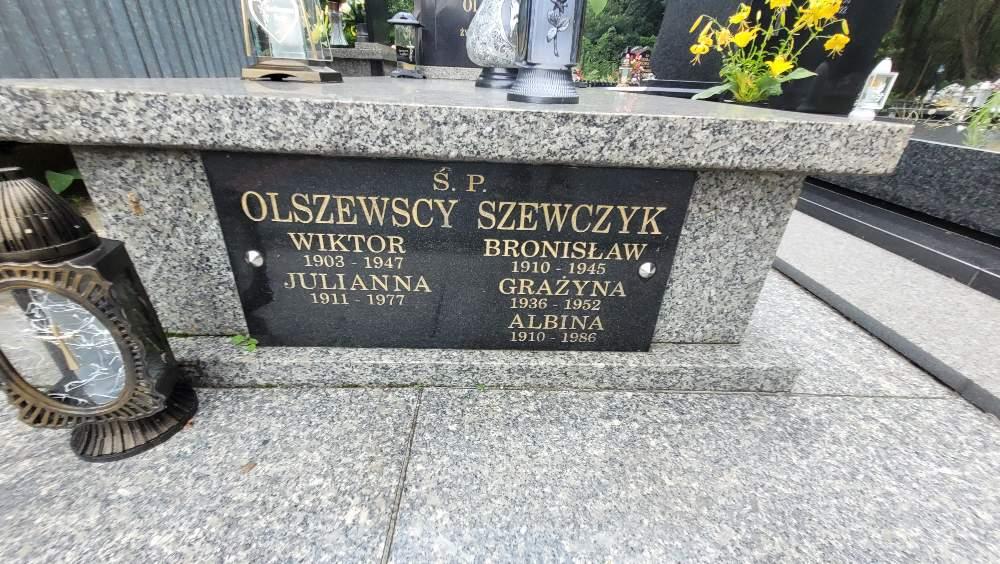 Ś. P.
OLSZEWSCY
WIKTOR
1903 - 1947
JULIANNA
1911 - 1977
SZEWCZYK
BRONISŁAW
1910 - 1945
GRAŻYNA
1936 - 1952
ALBINA
1910 - 1986